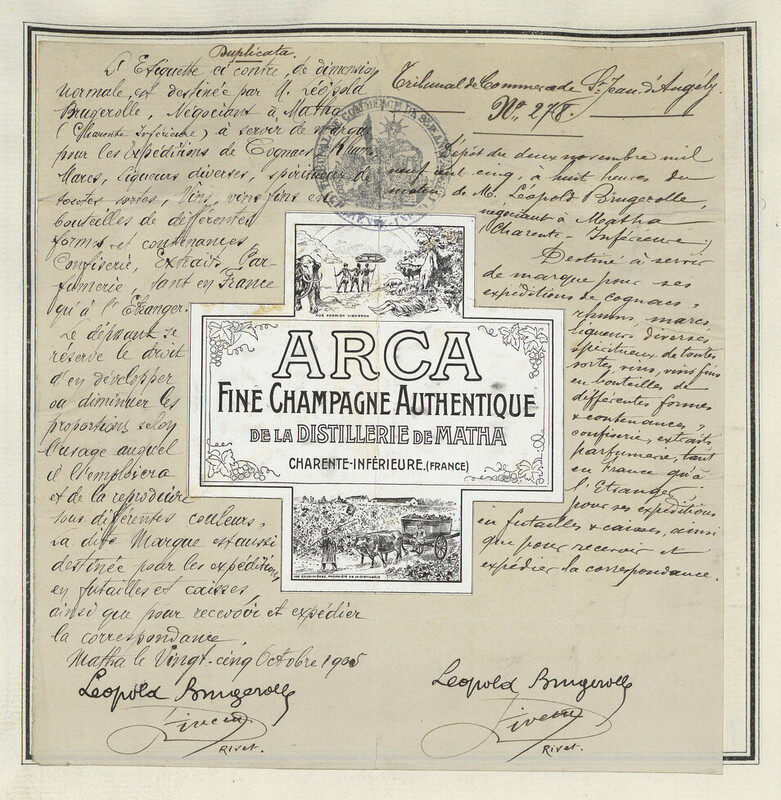 Duplicata.
L'Etiquette ci contre, de dimension
normale, est destinée par M. Léopold
Brugerolle, Négociant à Matha
(Charente Inférieure) à servir de marque
pour les Expéditions de Cognacs, Rhums
Marcs, Liqueurs diverses, spiritueux de
toutes sortes, Vins, vins fins en
bouteilles de différentes
formes et contenances
Confiserie, Extraits, Par-
fumerie, tant en France
qu'à l'Etranger.
Le déposant se
réserve le droit
d'en développer
ou diminuer les
proportions selon
l'usage auquel
il l'emploiera
et de la reproduire
sous différentes couleurs,
La dite Marque est aussi
destinée pour les expéditions
en futailles et caisses,
ainsi que pour recevoir et expédier
la correspondance.
Matha le Vingt-cinq Octobre 1905
Léopold Brugerolle
Rivet.
Tribunal de Commerce de St Jean d'Angély.
No. 278.
Dépôt du deux novembre mil
neuf cent cinq, à huit heures du
matin de M. Léopold Brugerolle,
négociant à Matha
(Charente-Inférieure)
Destiné à servir
de marque pour ses
expéditions de cognacs,
rhums, marcs,
liqueurs diverses
spiritueux de toutes
sortes, vins, vins fins
en bouteilles de
différentes formes
& contenances,
confiserie, extraits
parfumerie, tant
en France qu'à
l'Etranger
pour ses expéditions
en futailles & caisses, ainsi
que pour recevoir et
expédier la correspondance.
Léopold Brugerolle
Rivet.
ARCA
FINE CHAMPAGNE AUTHENTIQUE
DE LA DISTILLERIE DE MATHA
CHARENTE-INFÉRIEURE.(FRANCE)